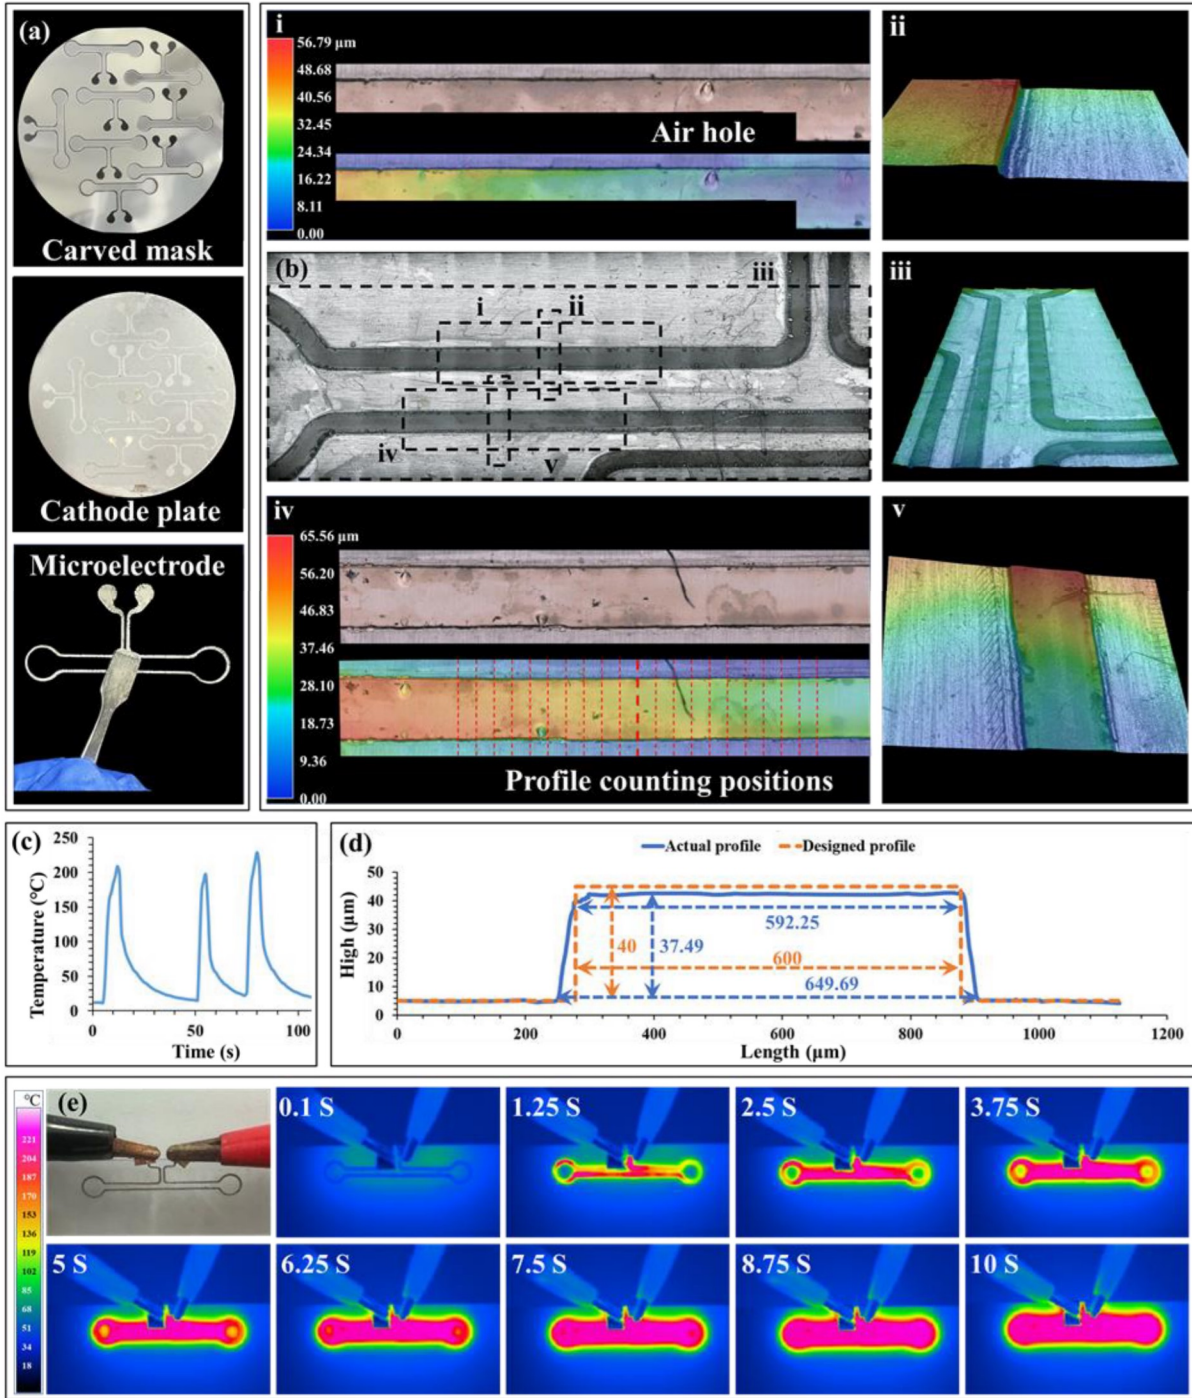 (a)
Carved mask
Cathode plate
Microelectrode
i
56.79 μm
48.68
40.56
32.45
24.34
16.22
8.11
0.00
Air hole
ii
(b)
iii
i
ii
iv
v
iii
iv
65.56 μm
56.20
46.83
37.46
28.10
18.73
9.36
0.00
Profile counting positions
v
(c)
Temperature (℃)
250
200
150
100
50
0
0 50 100
Time (s)
(d)
Actual profile Designed profile
High (μm)
50
40
30
20
10
0
592.25
40
37.49
600
649.69
0 200 400 600 800 1000 1200
Length (μm)
℃
221
204
187
170
153
136
119
102
85
68
51
34
18
(e)
0.1 S
1.25 S
2.5 S
3.75 S
5 S
6.25 S
7.5 S
8.75 S
10 S